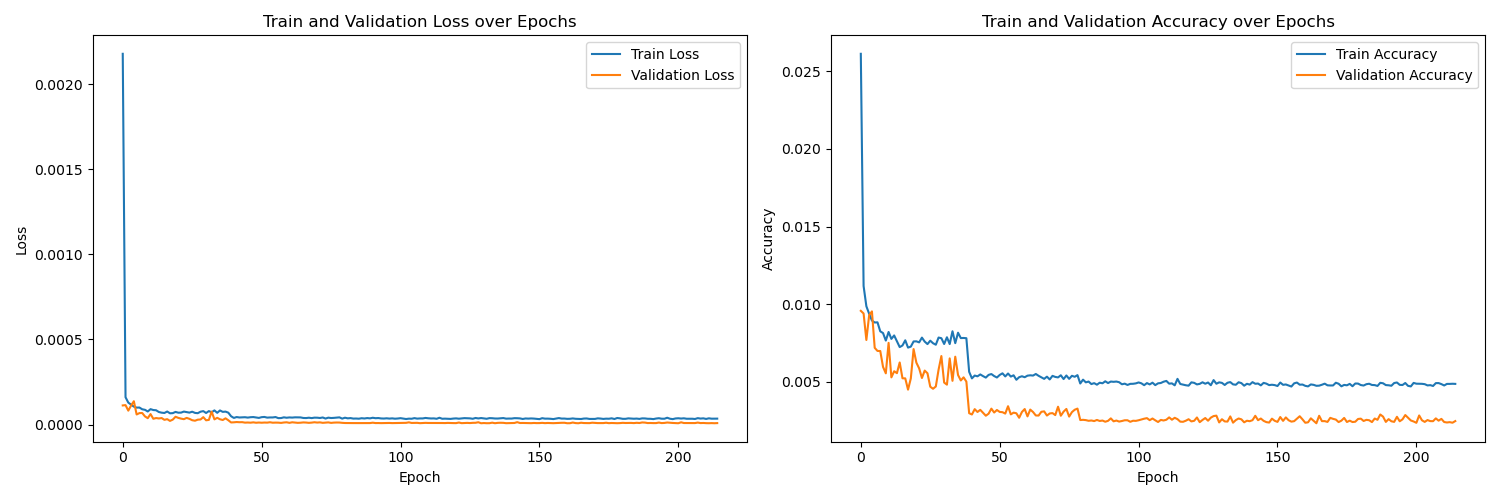 Train and Validation Loss over Epochs
Train Loss
Validation Loss
0.0020
0.0015
0.0010
0.0005
0.0000
Loss
0
50
100
150
200
Epoch
Train and Validation Accuracy over Epochs
Train Accuracy
Validation Accuracy
0.025
0.020
0.015
0.010
0.005
Accuracy
0
50
100
150
200
Epoch